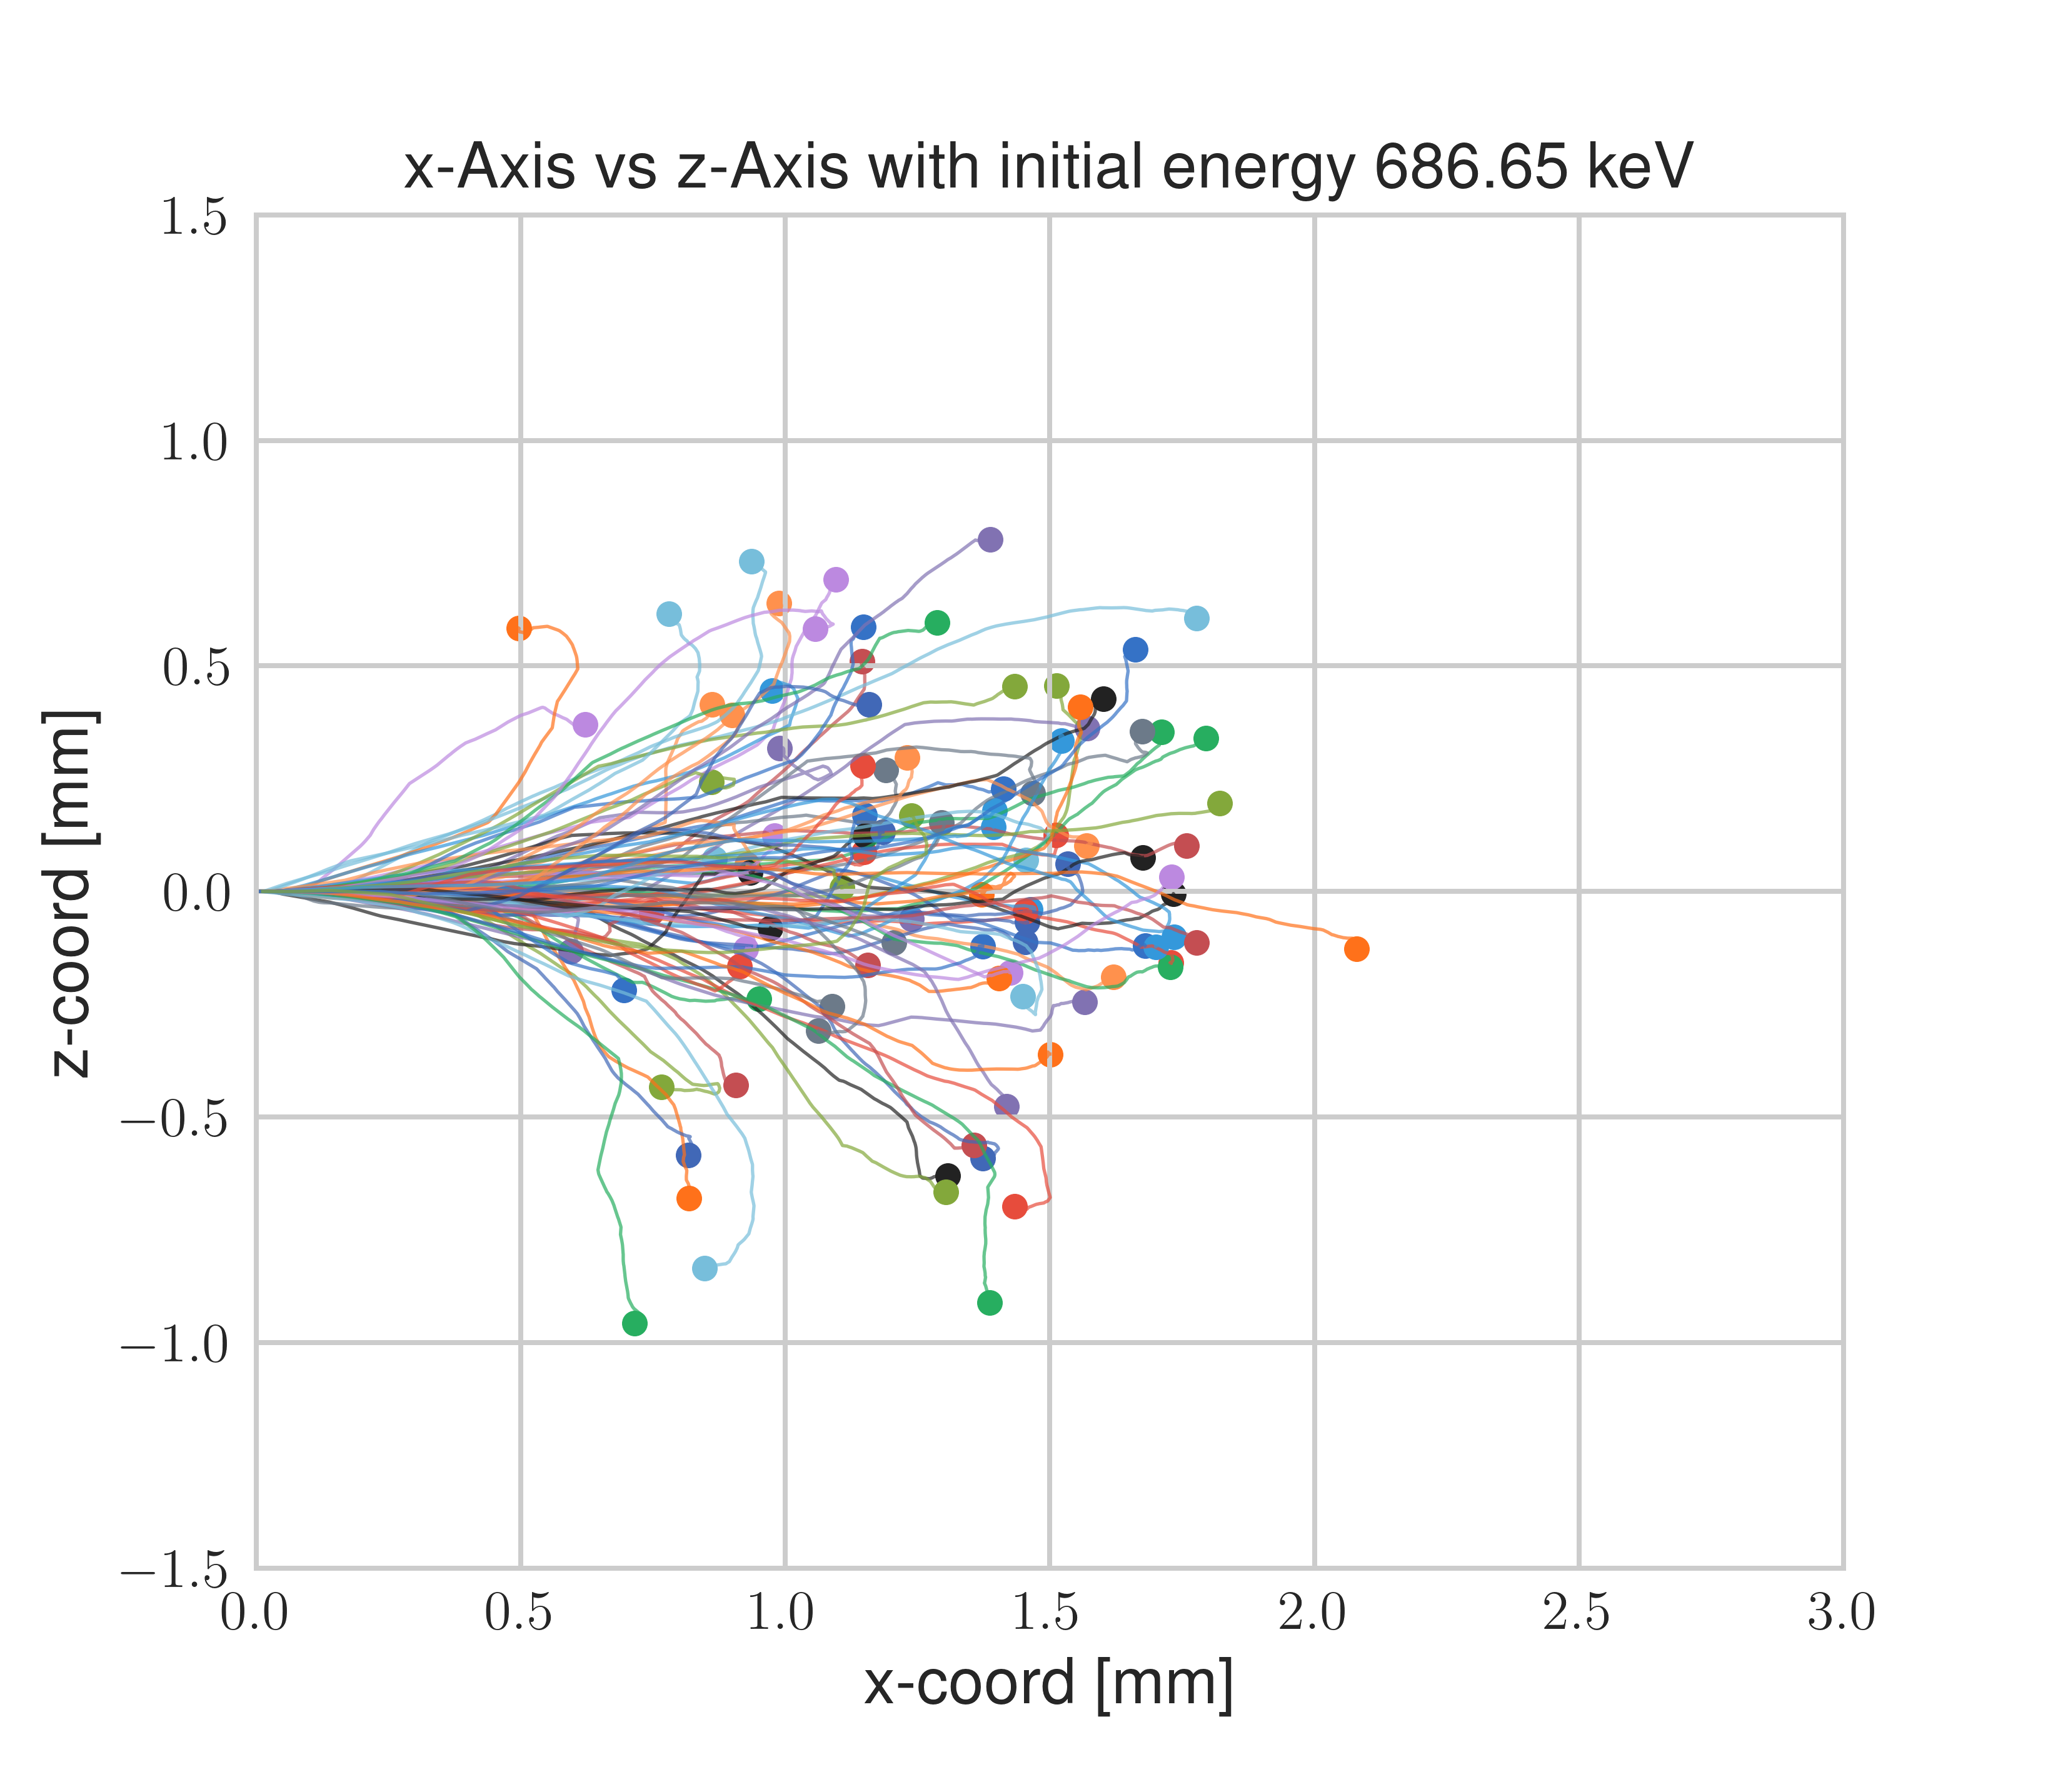 x-Axis vs z-Axis with initial energy 686.65 keV
1.5
1.0
0.5
0.0
−0.5
−1.0
−1.5
z-coord [mm]
0.0 0.5 1.0 1.5 2.0 2.5 3.0
x-coord [mm]